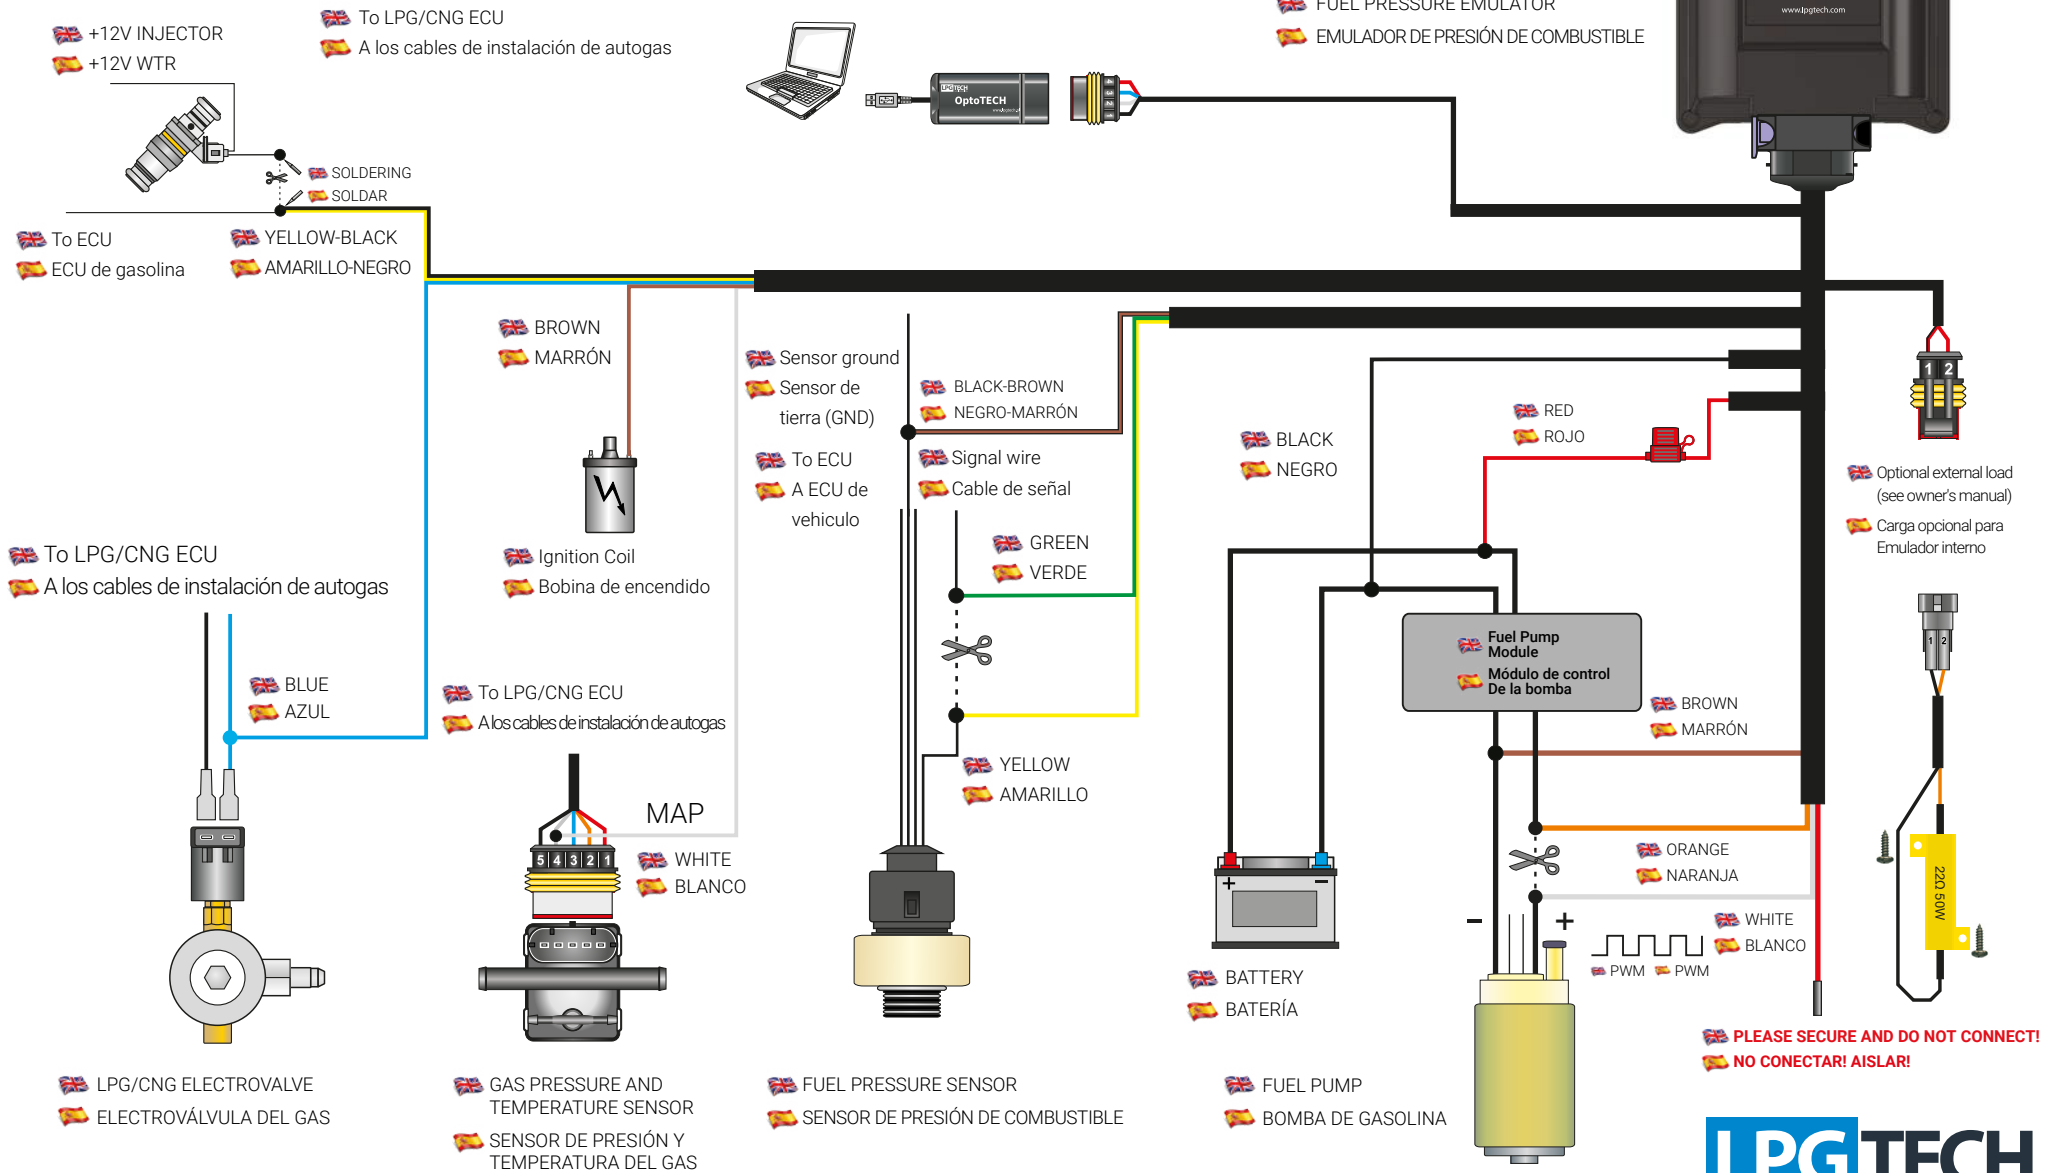 +12V INJECTOR
+12V WTR
To LPG/CNG ECU
A los cables de instalación de autogas
FUEL PRESSURE EMULATOR
EMULADOR DE PRESIÓN DE COMBUSTIBLE
www.lpgtech.com
LPGTECH
OptoTECH
SOLDERING
SOLDAR
To ECU
ECU de gasolina
YELLOW-BLACK
AMARILLO-NEGRO
BROWN
MARRÓN
Sensor ground
Sensor de
tierra (GND)
BLACK-BROWN
NEGRO-MARRÓN
To ECU
A ECU de
vehiculo
Signal wire
Cable de señal
BLACK
NEGRO
RED
ROJO
1 2
Optional external load
(see owner's manual)
Carga opcional para
Emulador interno
Ignition Coil
Bobina de encendido
GREEN
VERDE
To LPG/CNG ECU
A los cables de instalación de autogas
BLUE
AZUL
To LPG/CNG ECU
A los cables de instalación de autogas
Fuel Pump
Module
Módulo de control
De la bomba
1 2
BROWN
MARRÓN
YELLOW
AMARILLO
MAP
5 4 3 2 1
WHITE
BLANCO
+ -
ORANGE
NARANJA
22Ω 50W
- +
WHITE
BLANCO
PWM PWM
BATTERY
BATERÍA
PLEASE SECURE AND DO NOT CONNECT!
NO CONECTAR! AISLAR!
LPG/CNG ELECTROVALVE
ELECTROVÁLVULA DEL GAS
GAS PRESSURE AND
TEMPERATURE SENSOR
SENSOR DE PRESIÓN Y
TEMPERATURA DEL GAS
FUEL PRESSURE SENSOR
SENSOR DE PRESIÓN DE COMBUSTIBLE
FUEL PUMP
BOMBA DE GASOLINA
LPGTECH